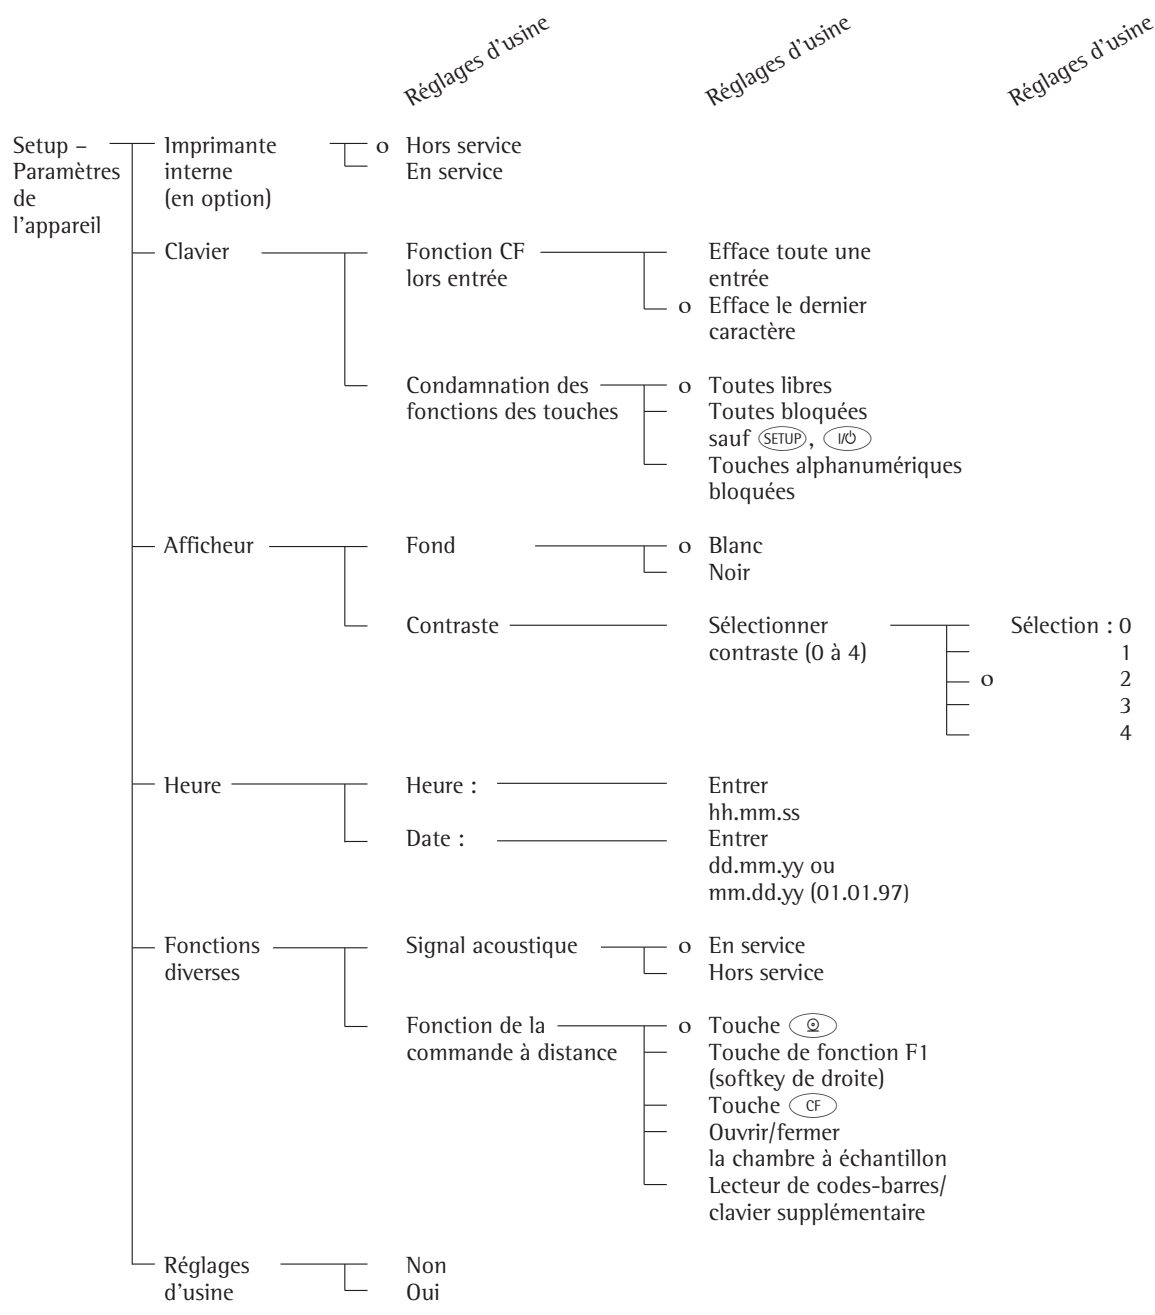 Réglages d'usine
Réglages d'usine
Réglages d'usine
Setup –
Paramètres
de
l'appareil
Imprimante
interne
(en option)
o Hors service
En service
Clavier
Fonction CF
lors entrée
Efface toute une
entrée
o Efface le dernier
caractère
Condamnation des
fonctions des touches
o Toutes libres
Toutes bloquées
sauf SETUP, I/⏻
Touches alphanumériques
bloquées
Afficheur
Fond
o Blanc
Noir
Contraste
Sélectionner
contraste (0 à 4)
Sélection : 0
1
o 2
3
4
Heure
Heure :
Entrer
hh.mm.ss
Date :
Entrer
dd.mm.yy ou
mm.dd.yy (01.01.97)
Fonctions
diverses
Signal acoustique
o En service
Hors service
Fonction de la
commande à distance
o Touche
Touche de fonction F1
(softkey de droite)
Touche CF
Ouvrir/fermer
la chambre à échantillon
Lecteur de codes-barres/
clavier supplémentaire
Réglages
d'usine
Non
Oui